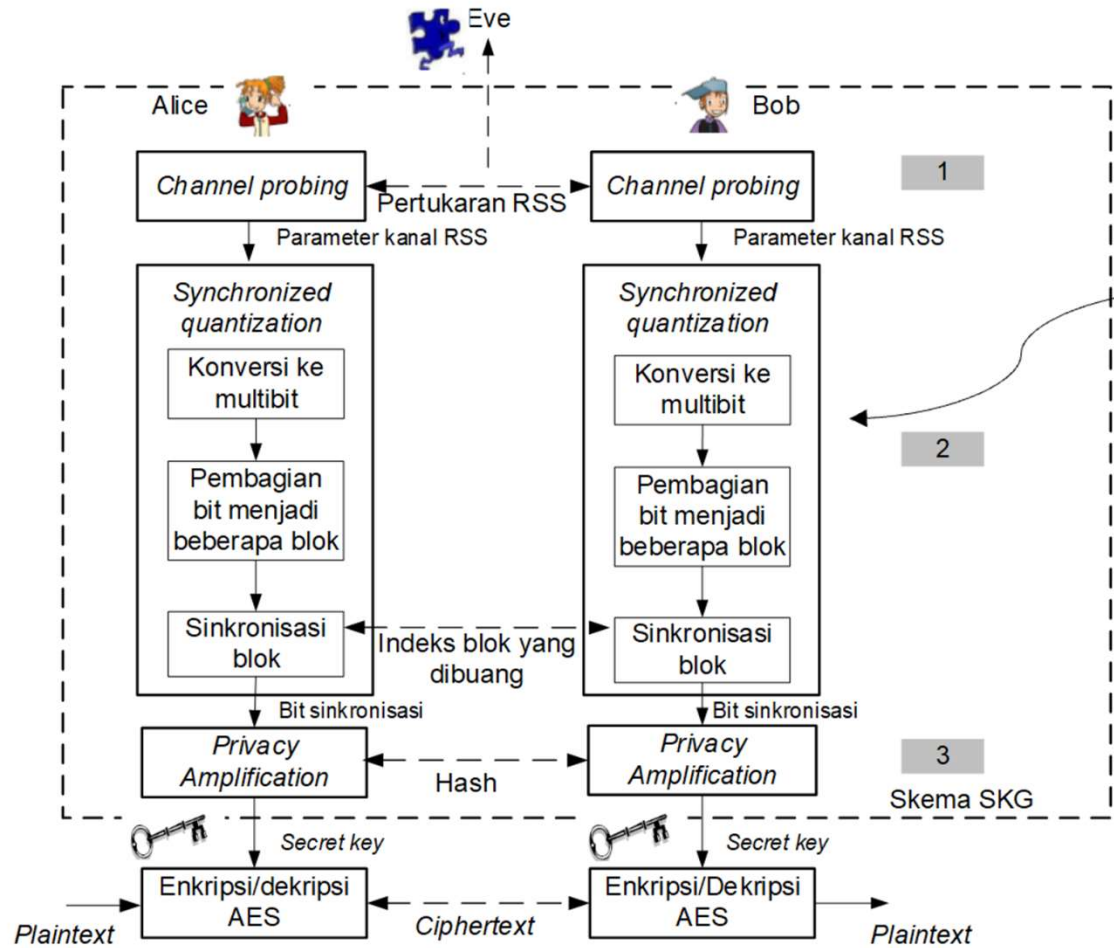 Eve
Alice
Bob
Channel probing
Pertukaran RSS
Channel probing
1
Parameter kanal RSS
Parameter kanal RSS
Synchronized
quantization
Konversi ke
multibit
Pembagian
bit menjadi
beberapa blok
Sinkronisasi
blok
Synchronized
quantization
Konversi ke
multibit
Pembagian
bit menjadi
beberapa blok
Sinkronisasi
blok
2
Indeks blok yang
dibuang
Bit sinkronisasi
Bit sinkronisasi
Privacy
Amplification
Hash
Privacy
Amplification
3
Skema SKG
Secret key
Secret key
Plaintext
Enkripsi/dekripsi
AES
Ciphertext
Enkripsi/Dekripsi
AES
Plaintext